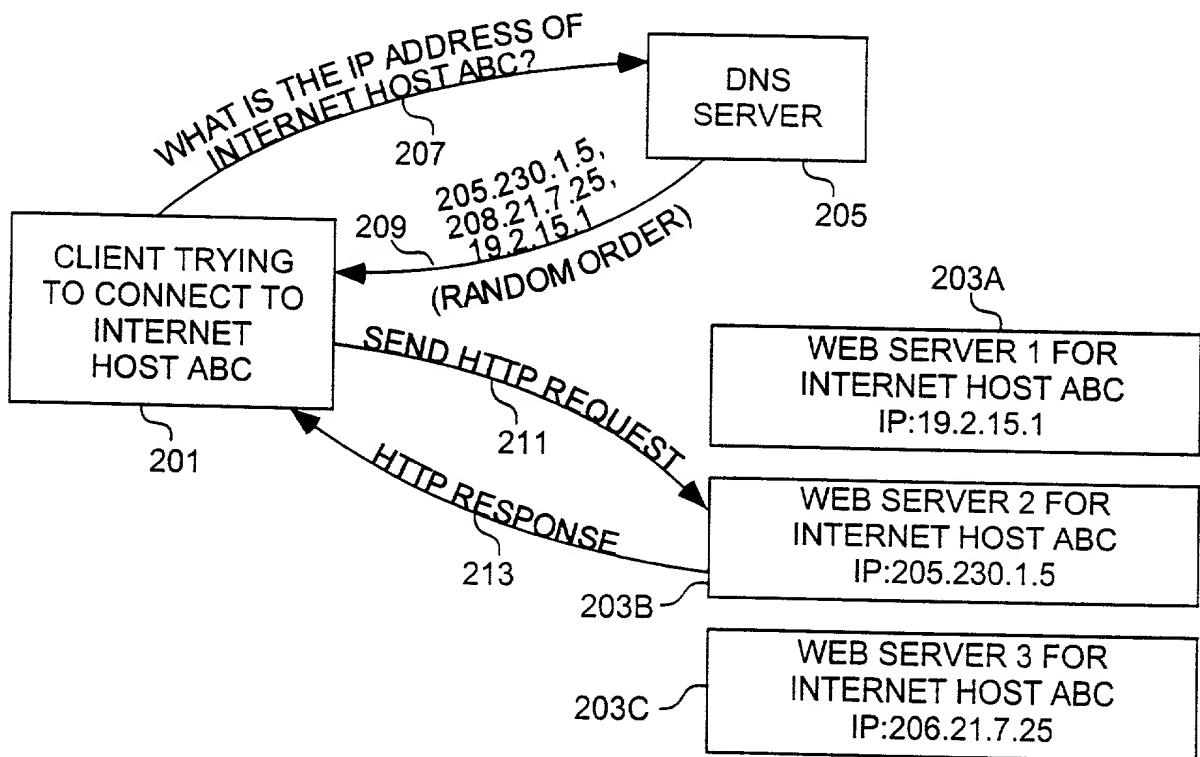 WHAT IS THE IP ADDRESS OF
INTERNET HOST ABC?
207
DNS
SERVER
205
205.230.1.5,
208.21.7.25,
19.2.15.1
(RANDOM ORDER)
209
CLIENT TRYING
TO CONNECT TO
INTERNET
HOST ABC
201
SEND HTTP REQUEST
211
HTTP RESPONSE
213
203A
WEB SERVER 1 FOR
INTERNET HOST ABC
IP:19.2.15.1
WEB SERVER 2 FOR
INTERNET HOST ABC
IP:205.230.1.5
203B
WEB SERVER 3 FOR
INTERNET HOST ABC
IP:206.21.7.25
203C